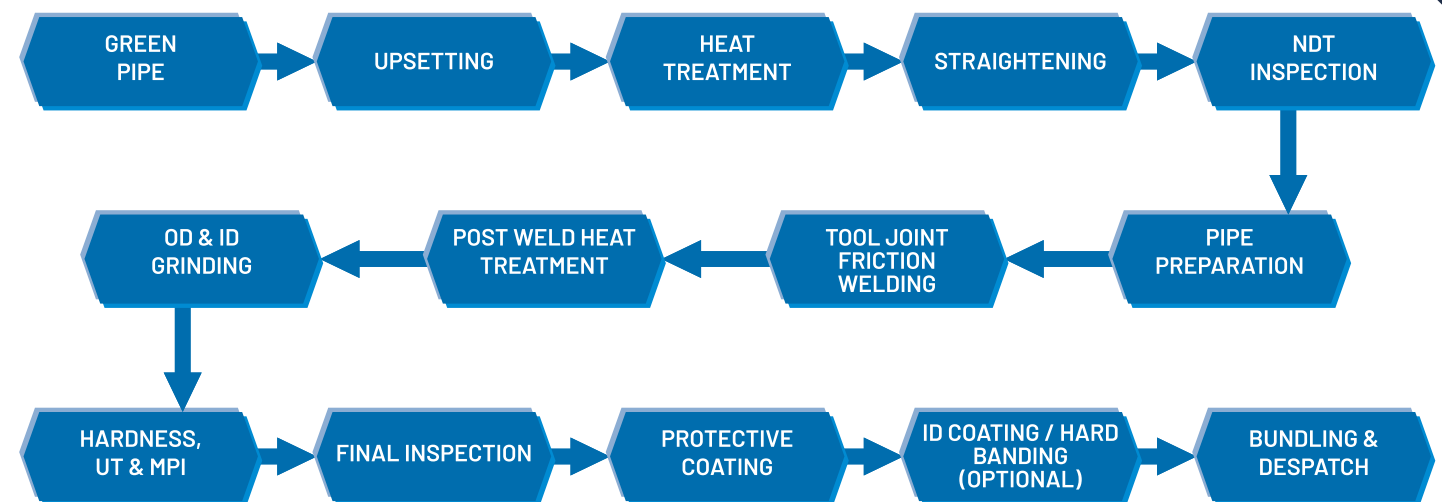 GREEN
PIPE
UPSETTING
HEAT
TREATMENT
STRAIGHTENING
NDT
INSPECTION
PIPE
PREPARATION
TOOL JOINT
FRICTION
WELDING
POST WELD HEAT
TREATMENT
OD & ID
GRINDING
HARDNESS,
UT & MPI
FINAL INSPECTION
PROTECTIVE
COATING
ID COATING / HARD
BANDING
(OPTIONAL)
BUNDLING &
DESPATCH